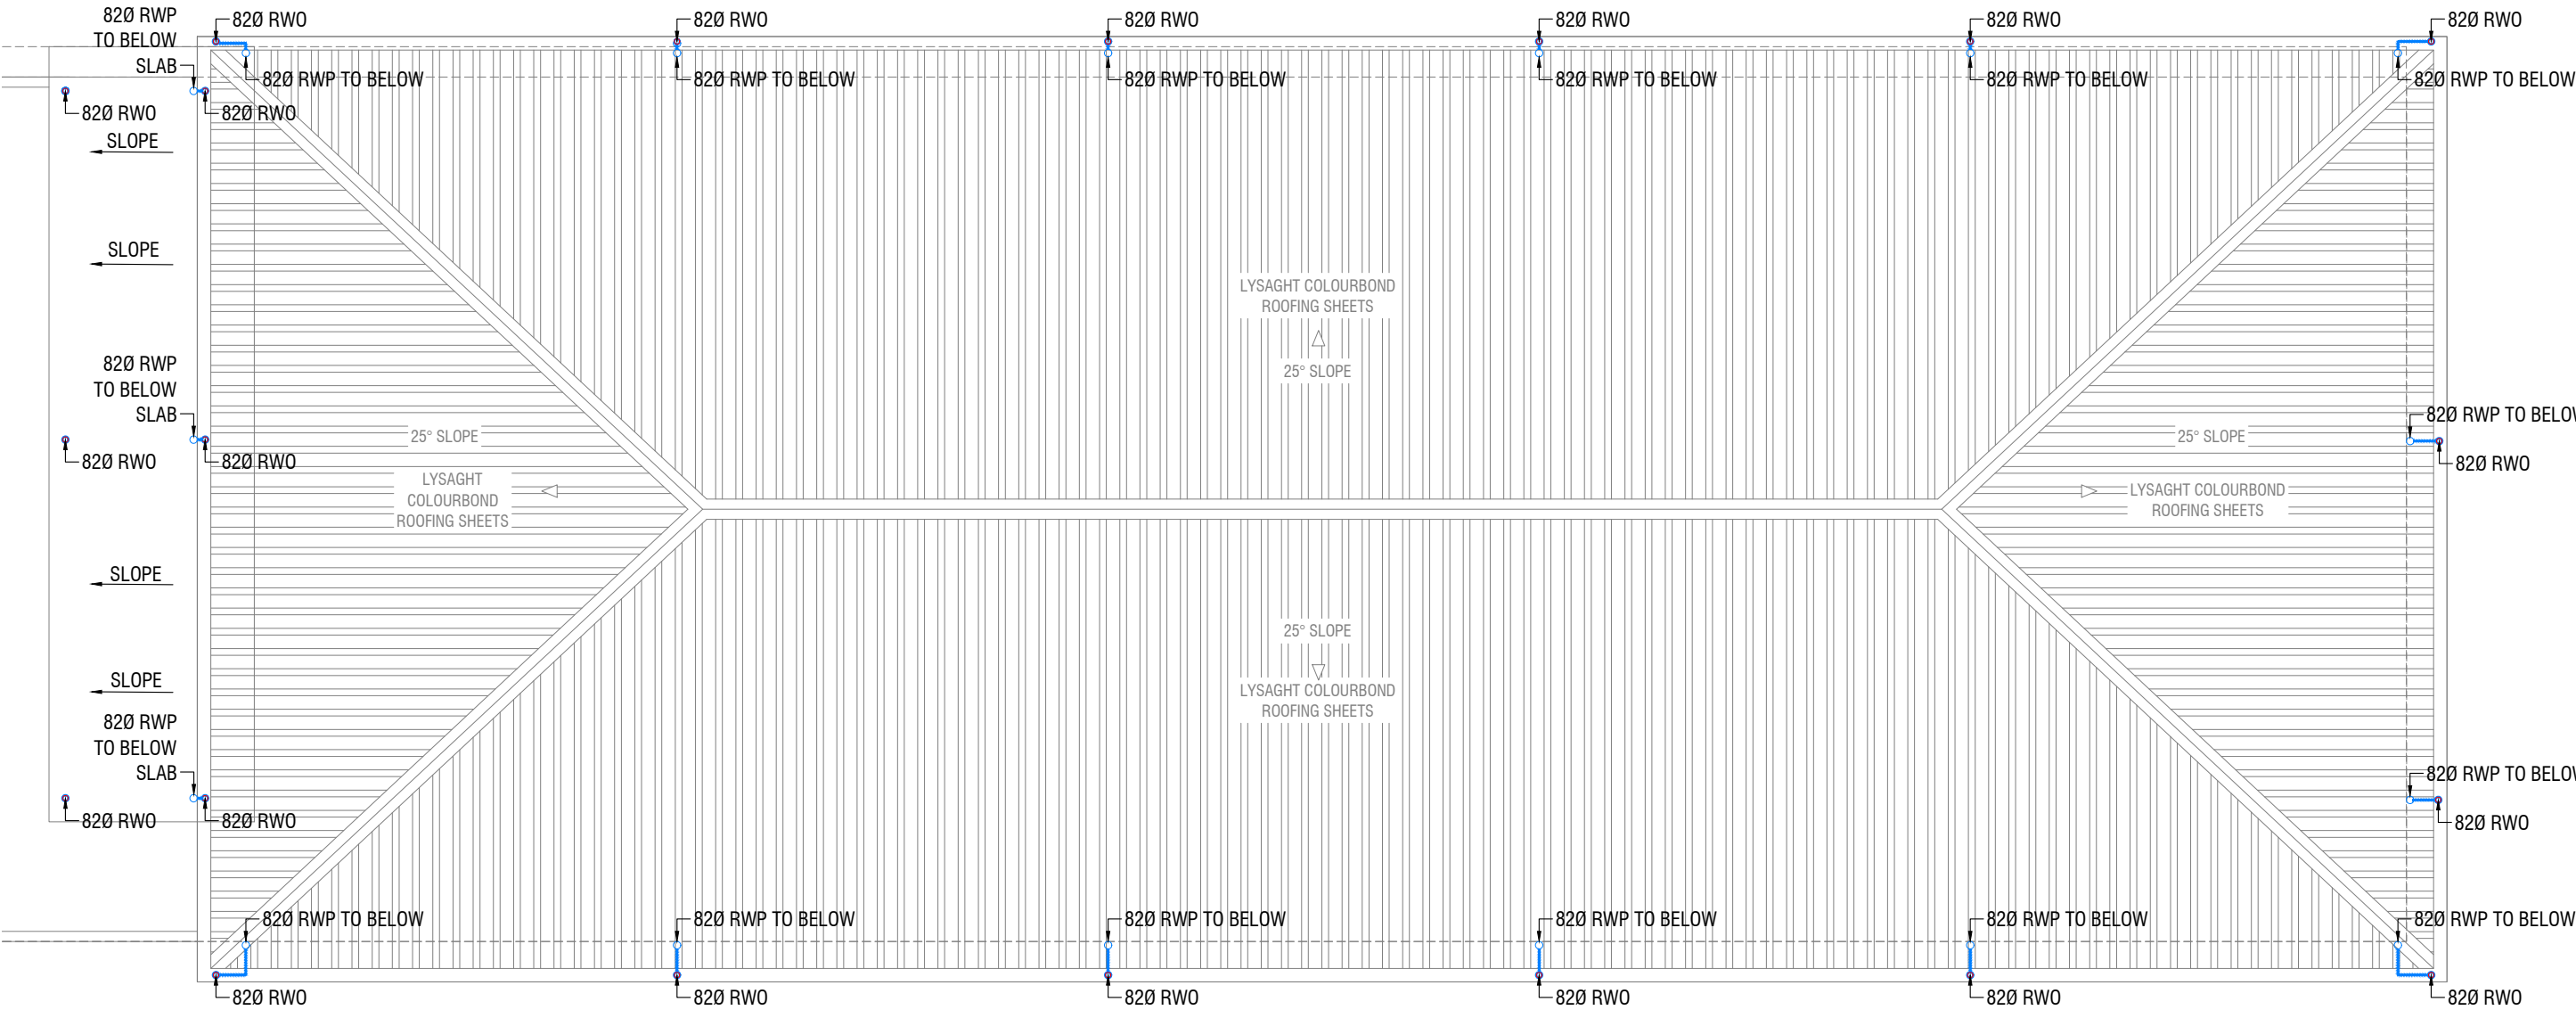 82Ø RWP
TO BELOW
SLAB
82Ø RWO
82Ø RWO
82Ø RWO
82Ø RWO
82Ø RWO
82Ø RWO
82Ø RWP TO BELOW
82Ø RWP TO BELOW
82Ø RWP TO BELOW
82Ø RWP TO BELOW
82Ø RWP TO BELOW
82Ø RWP TO BELOW
82Ø RWO
82Ø RWO
SLOPE
SLOPE
LYSAGHT COLOURBOND
ROOFING SHEETS
25° SLOPE
82Ø RWP
TO BELOW
SLAB
82Ø RWO
82Ø RWO
25° SLOPE
LYSAGHT
COLOURBOND
ROOFING SHEETS
25° SLOPE
LYSAGHT COLOURBOND
ROOFING SHEETS
82Ø RWP TO BELOW
82Ø RWO
SLOPE
SLOPE
25° SLOPE
LYSAGHT COLOURBOND
ROOFING SHEETS
82Ø RWP
TO BELOW
SLAB
82Ø RWO
82Ø RWO
82Ø RWP TO BELOW
82Ø RWO
82Ø RWP TO BELOW
82Ø RWP TO BELOW
82Ø RWP TO BELOW
82Ø RWP TO BELOW
82Ø RWP TO BELOW
82Ø RWP TO BELOW
82Ø RWO
82Ø RWO
82Ø RWO
82Ø RWO
82Ø RWO
82Ø RWO